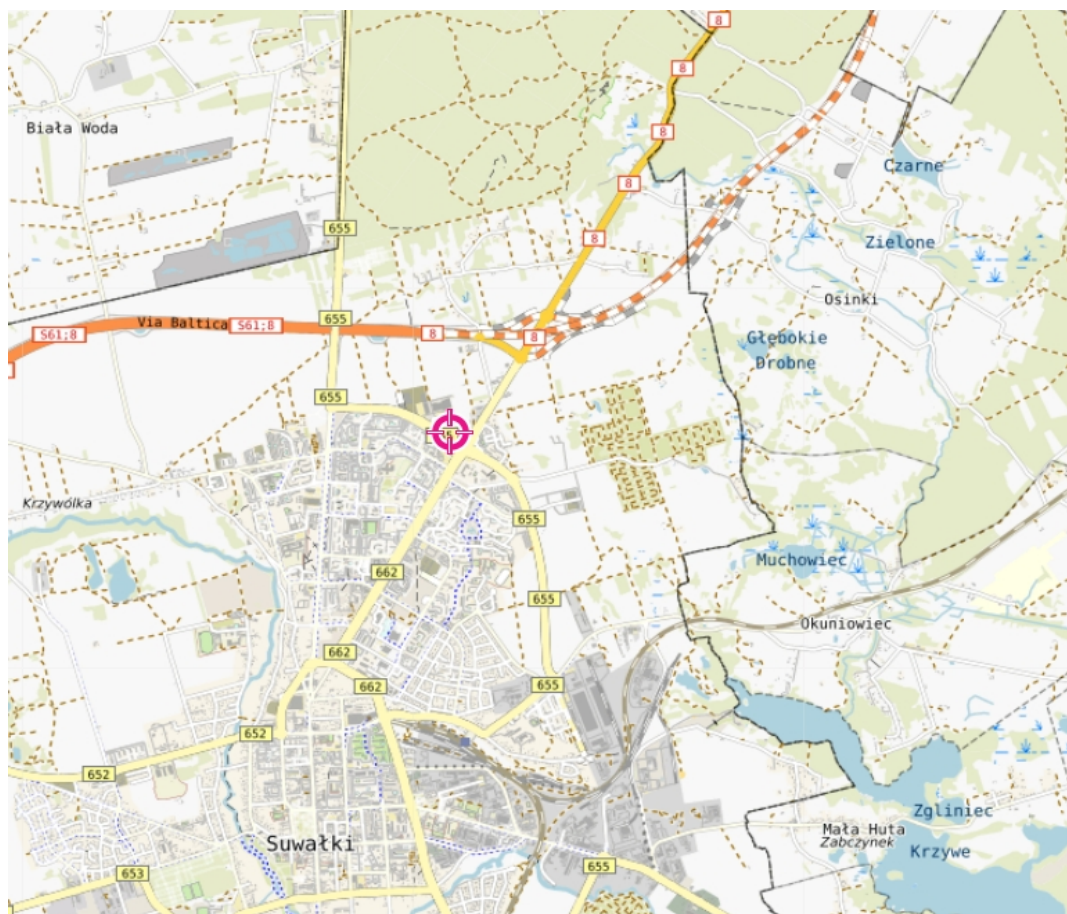 8
8
Biała Woda
8
Czarne
8
655
8
Zielone
Osinki
Via Baltica
S61;8
655
S61;8
8
8
Głębokie
Drobne
655
Krzywólka
655
Muchowiec
662
655
Okuniowiec
662
662
655
652
652
Zgliniec
Mała Huta
Zabczynek
Suwałki
Krzywe
655
653